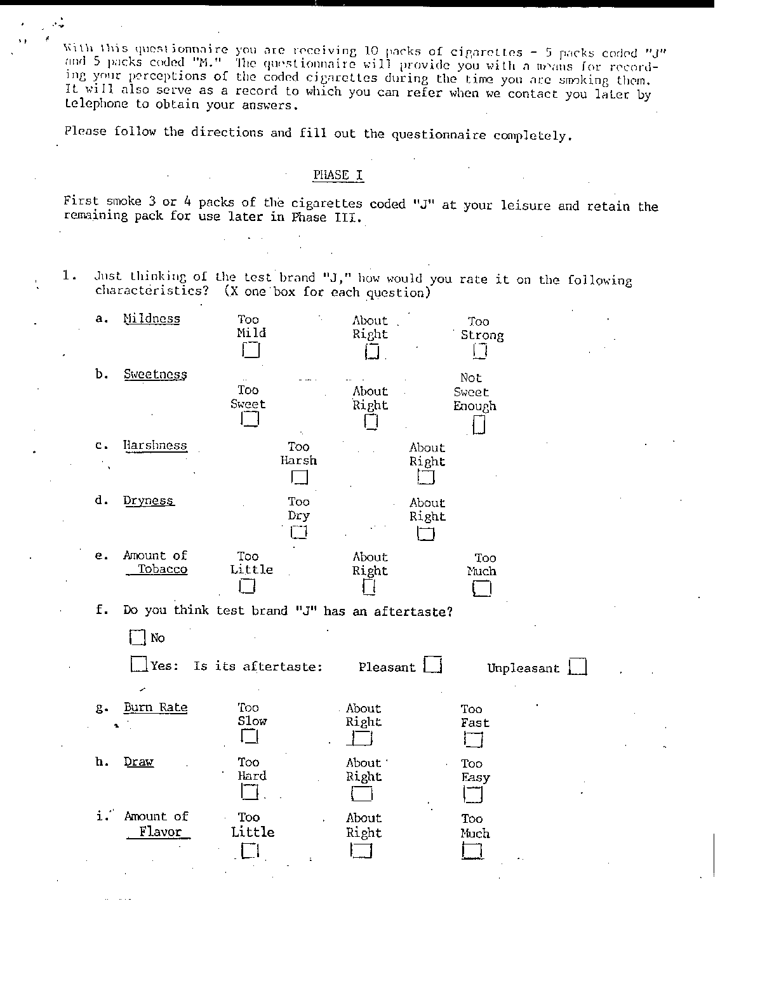 With this questionnaire you are receiving 10 packs of cigarettes - 5 packs coded "J"
and 5 packs coded "M." The questionnaire will provide you with a means for record-
ing your perceptions of the coded cigarettes during the time you are smoking them.
It will also serve as a record to which you can refer when we contact you later by
telephone to obtain your answers.
Please follow the directions and fill out the questionnaire completely.
PHASE I
First smoke 3 or 4 packs of the cigarettes coded "J" at your leisure and retain the
remaining pack for use later in Phase III.
1. Just thinking of the test brand "J," how would you rate it on the following
characteristics? (X one box for each question)
a. Mildness Too About Too
Mild Right Strong
b. Sweetness Not
Too About Sweet
Sweet Right Enough
c. Harshness Too About
Harsh Right
d. Dryness Too About
Dry Right
e. Amount of Too About Too
Tobacco Little Right Much
f. Do you think test brand "J" has an aftertaste?
No
Yes: Is its aftertaste: Pleasant Unpleasant
g. Burn Rate Too About Too
Slow Right Fast
h. Draw Too About Too
Hard Right Easy
i. Amount of Too About Too
Flavor Little Right Much